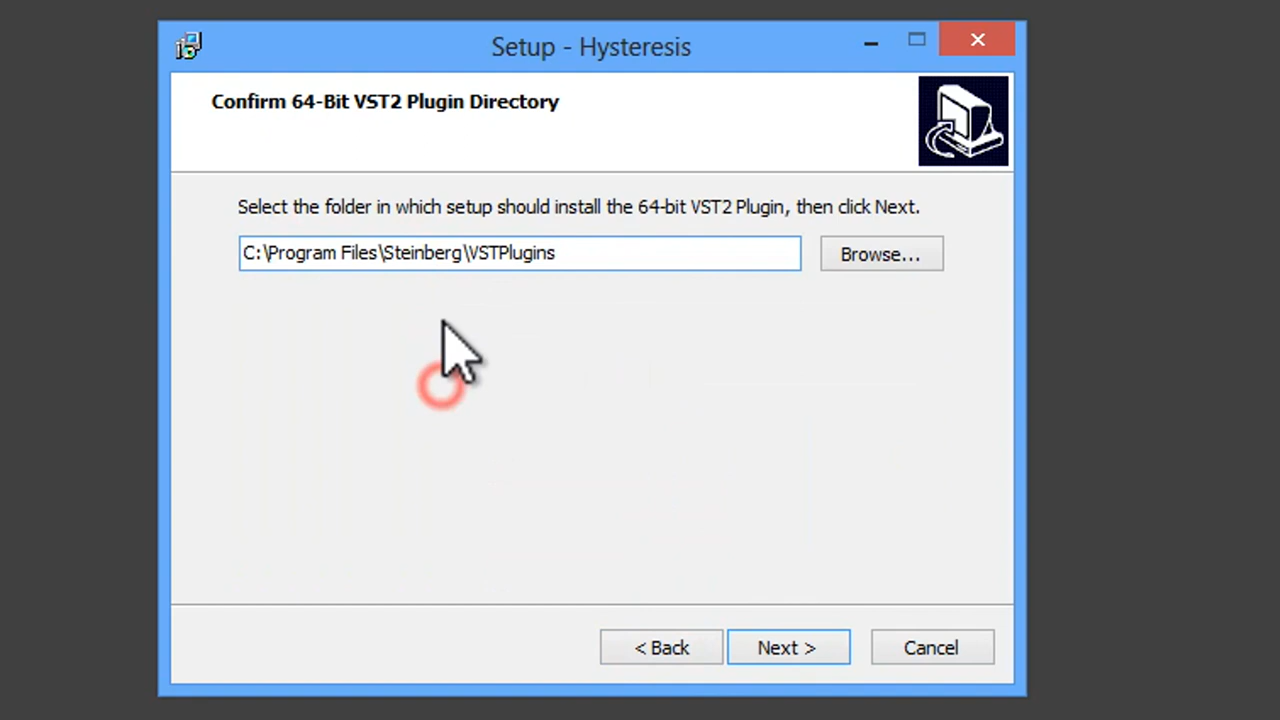 Setup - Hysteresis
Confirm 64-Bit VST2 Plugin Directory
Select the folder in which setup should install the 64-bit VST2 Plugin, then click Next.
C:\Program Files\Steinberg\VSTPlugins
Browse...
< Back
Next >
Cancel